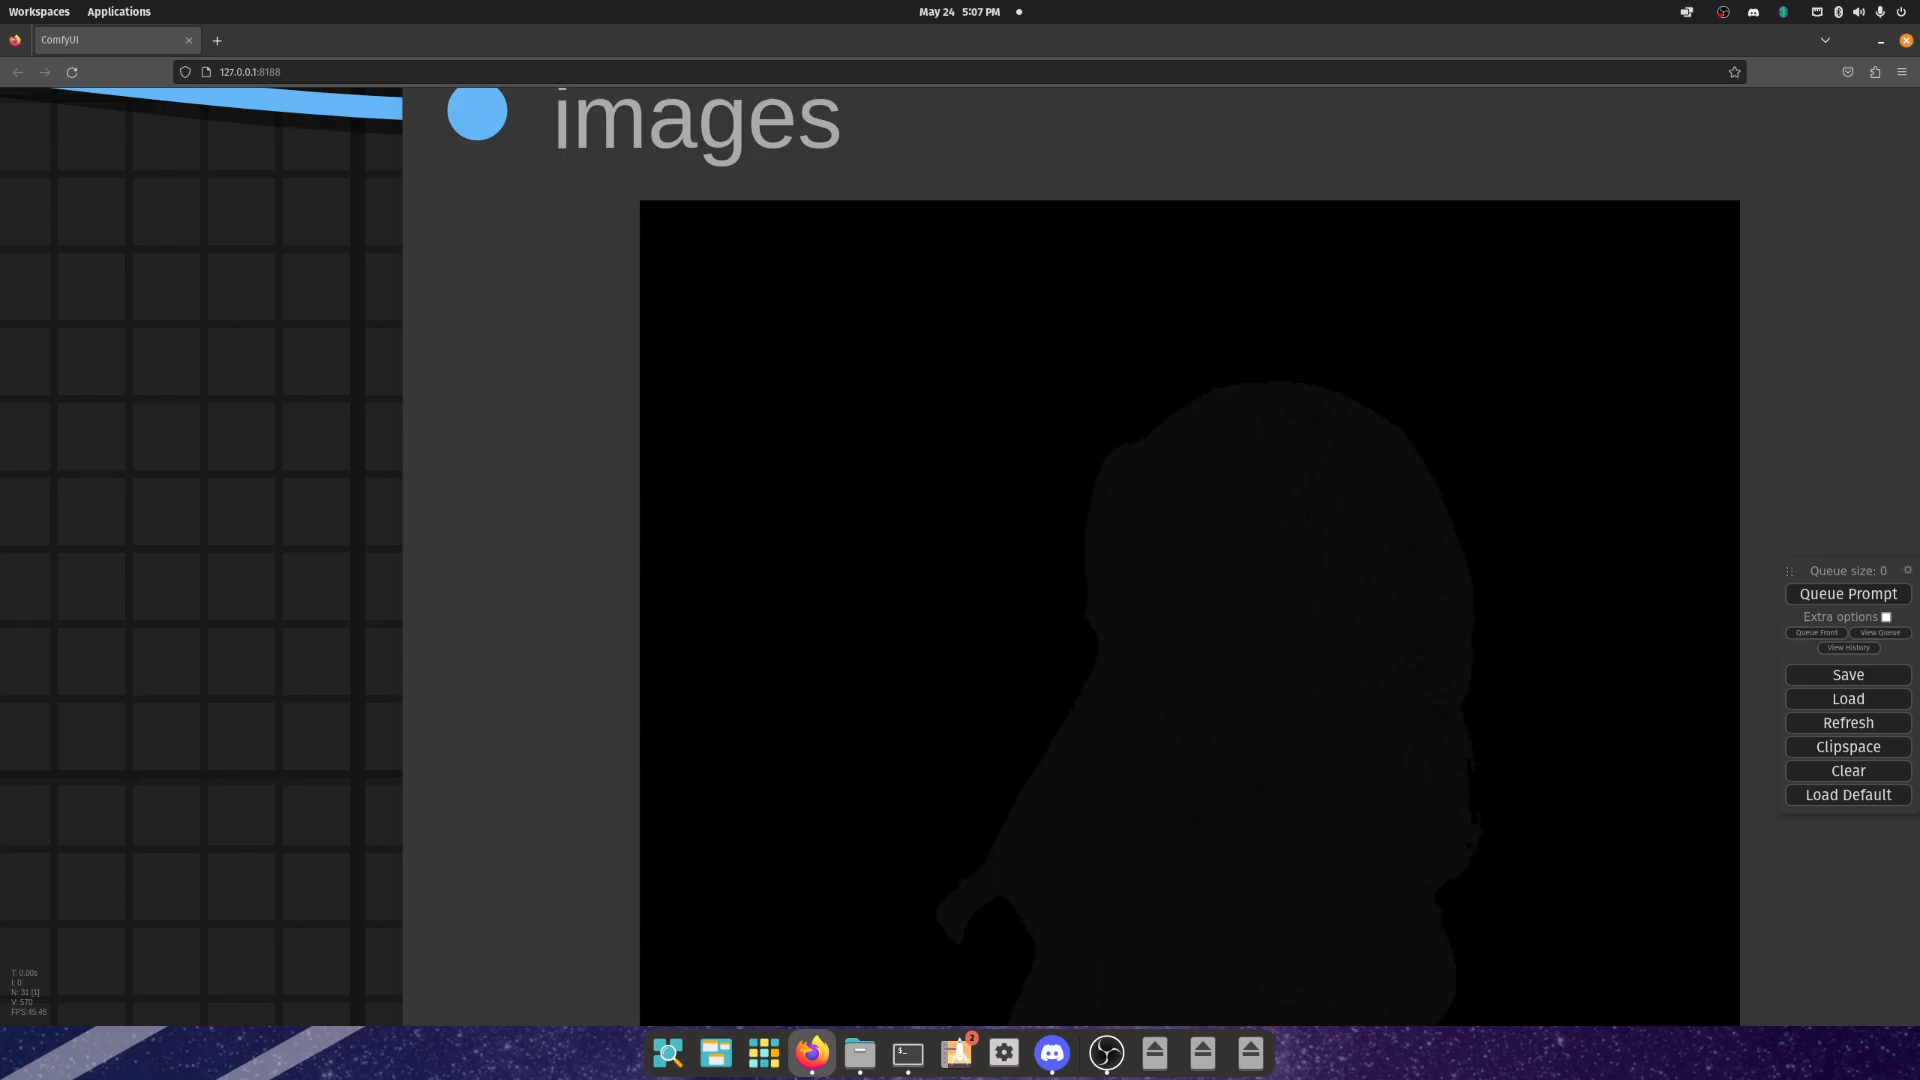 Workspaces Applications May 24 5:07 PM
ComfyUI
127.0.0.1:8188
images
Queue size: 0
Queue Prompt
Extra options
Queue Front View Queue
View History
Save
Load
Refresh
Clipspace
Clear
Load Default
T: 0.00s
I: 0
N: 31 [1]
V: 570
FPS:45.45
2